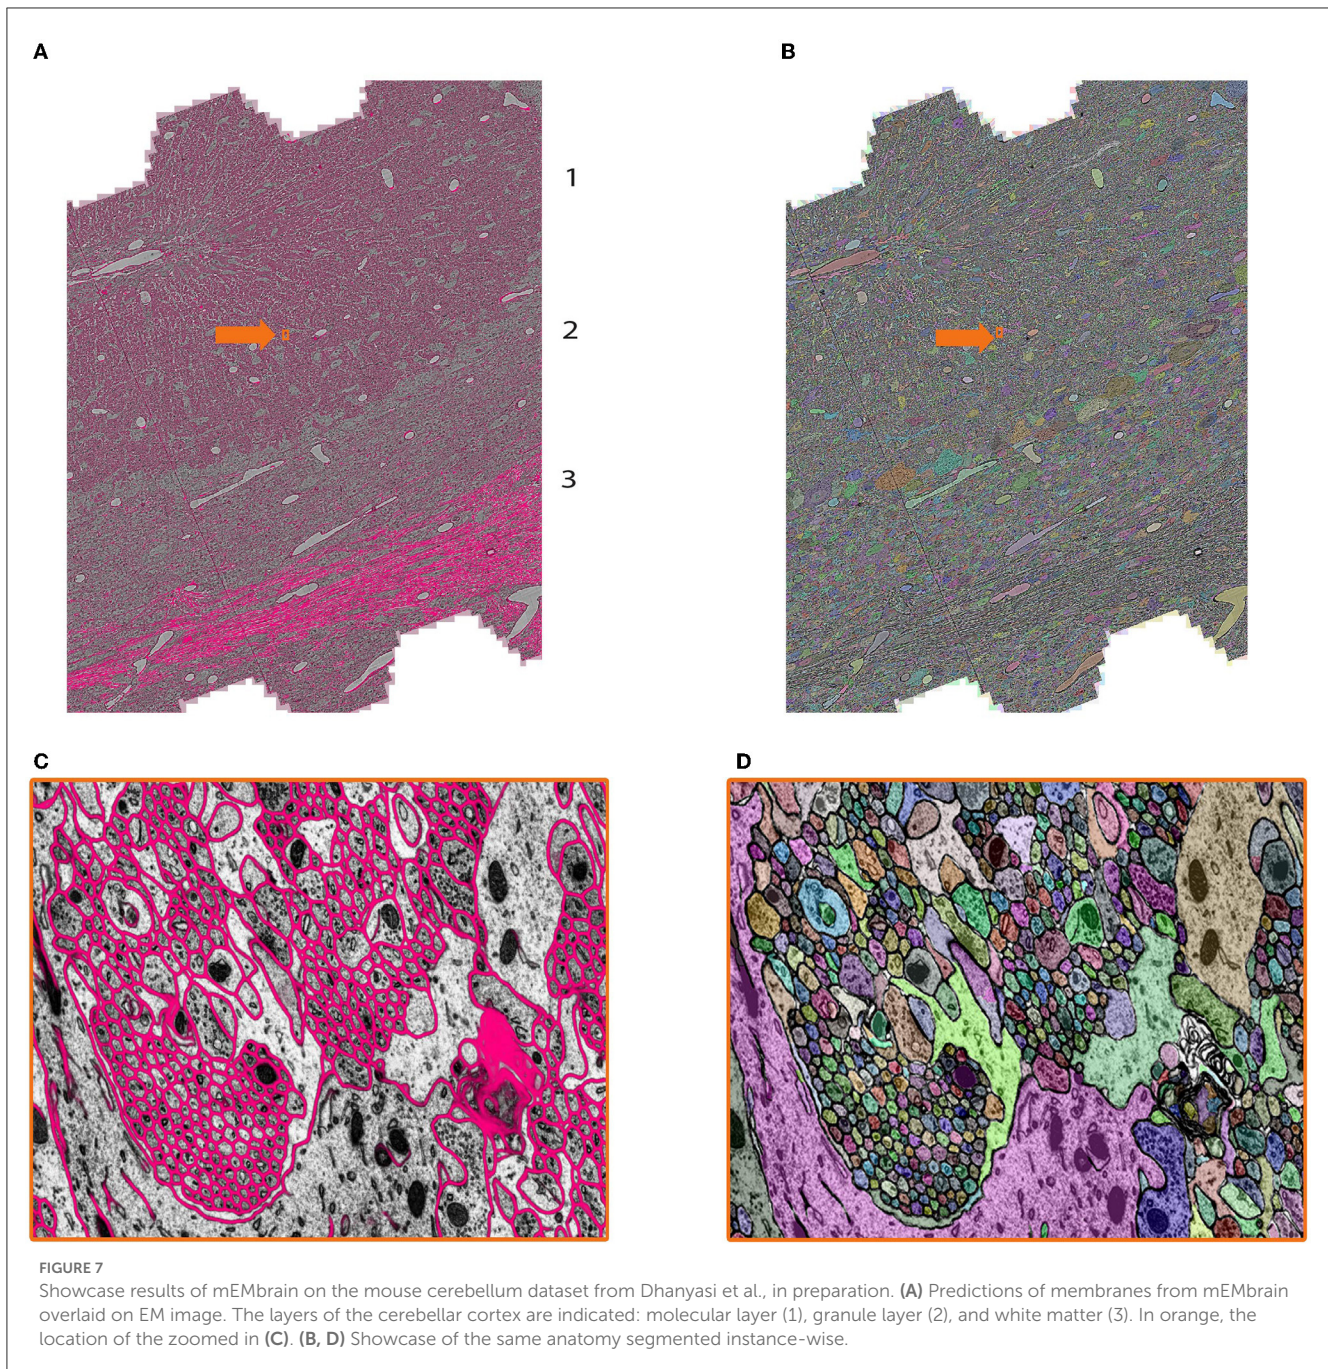 A
B
1
2
3
C
D
FIGURE 7
Showcase results of mEMbrain on the mouse cerebellum dataset from Dhanyasi et al., in preparation. (A) Predictions of membranes from mEMbrain
overlaid on EM image. The layers of the cerebellar cortex are indicated: molecular layer (1), granule layer (2), and white matter (3). In orange, the
location of the zoomed in (C). (B, D) Showcase of the same anatomy segmented instance-wise.